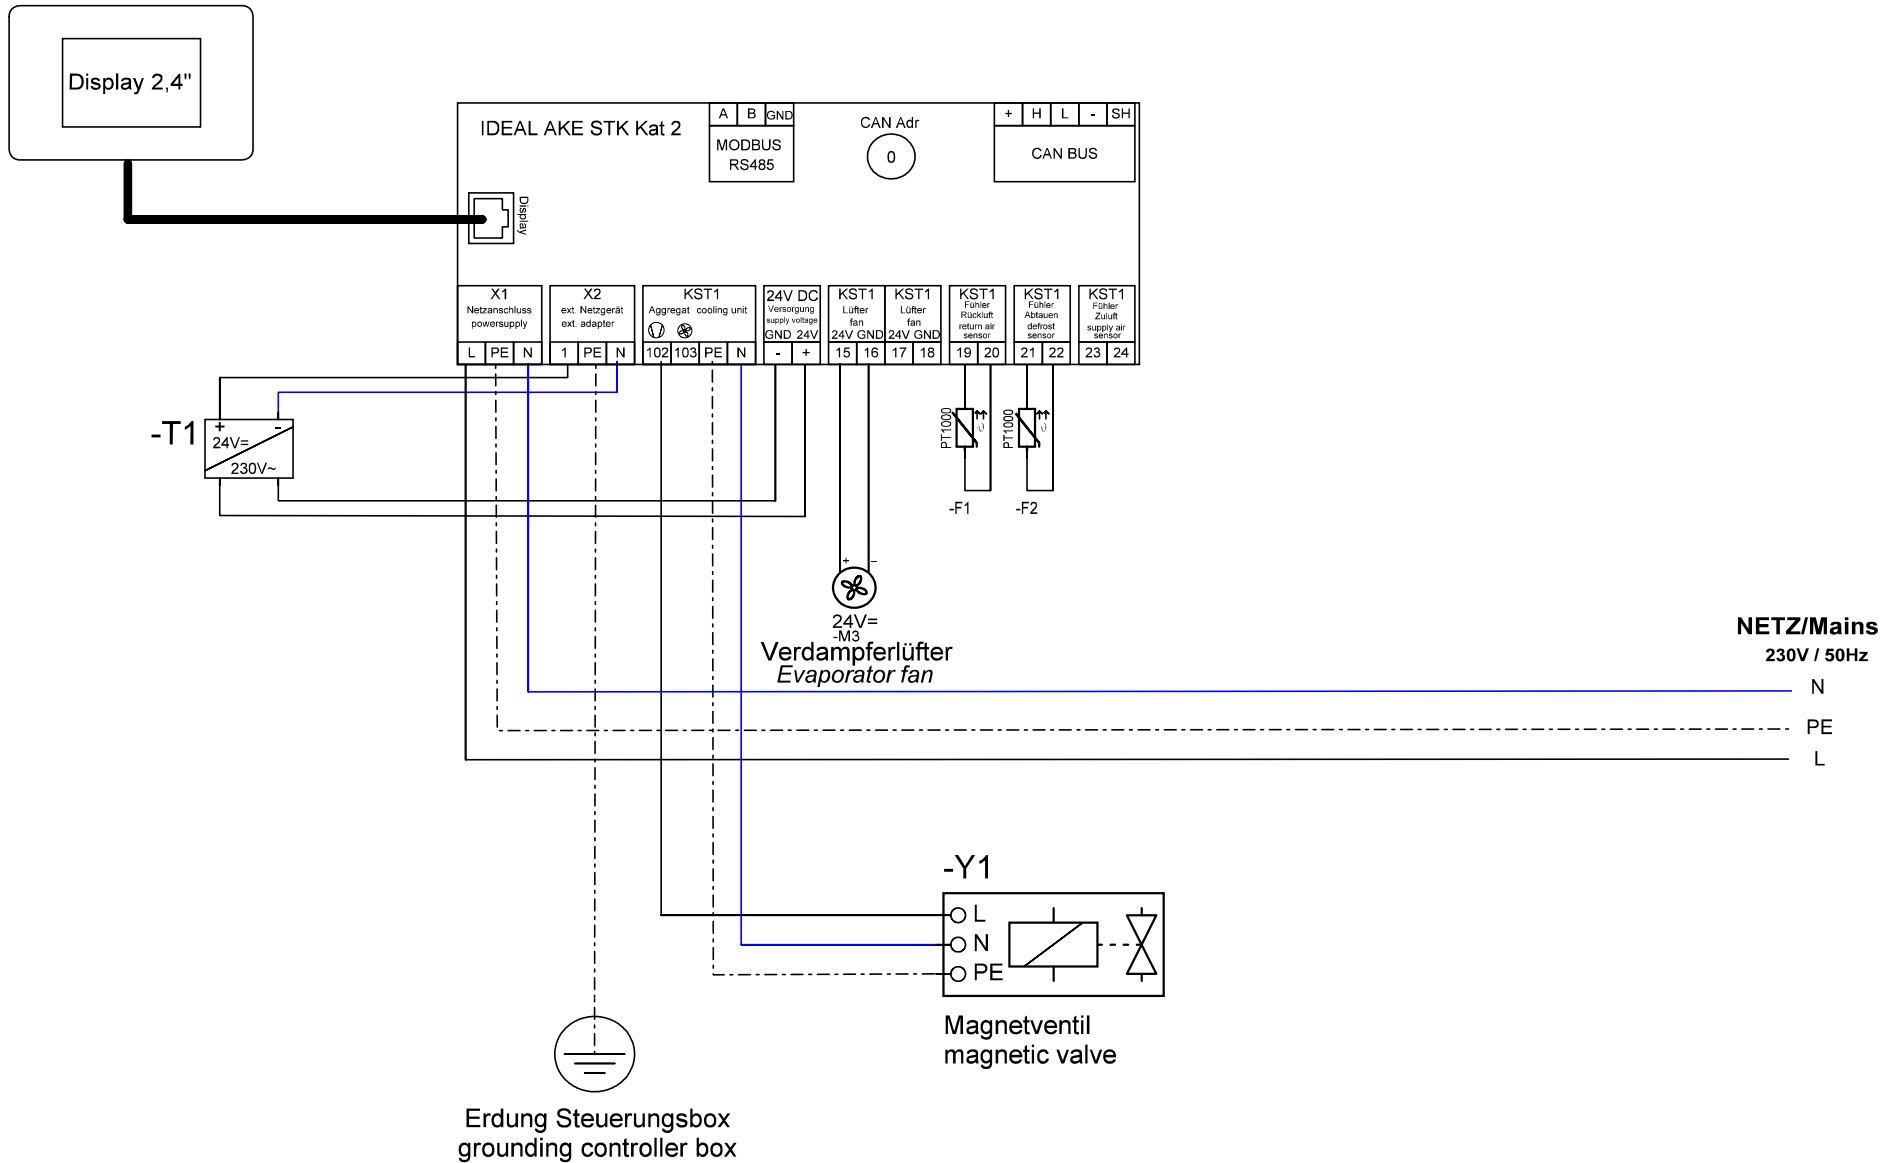 Display 2,4"
IDEAL AKE STK Kat 2
A B GND
MODBUS
RS485
CAN Adr
0
+ H L - SH
CAN BUS
Display
X1
Netzanschluss
powersupply
L PE N
X2
ext. Netzgerät
ext. adapter
1 PE N
KST1
Aggregat cooling unit
102 103 PE N
24V DC
Versorgung
supply voltage
GND 24V
- +
KST1
Lüfter
fan
24V GND
15 16
KST1
Lüfter
fan
24V GND
17 18
KST1
Fühler
Rückluft
return air
sensor
19 20
KST1
Fühler
Abtauen
defrost
sensor
21 22
KST1
Fühler
Zuluft
supply air
sensor
23 24
-T1
+ -
24V=
230V~
PT1000
-F1
PT1000
-F2
+ -
24V=
-M3
Verdampferlüfter
Evaporator fan
NETZ/Mains
230V / 50Hz
N
PE
L
-Y1
L
N
PE
Magnetventil
magnetic valve
Erdung Steuerungsbox
grounding controller box